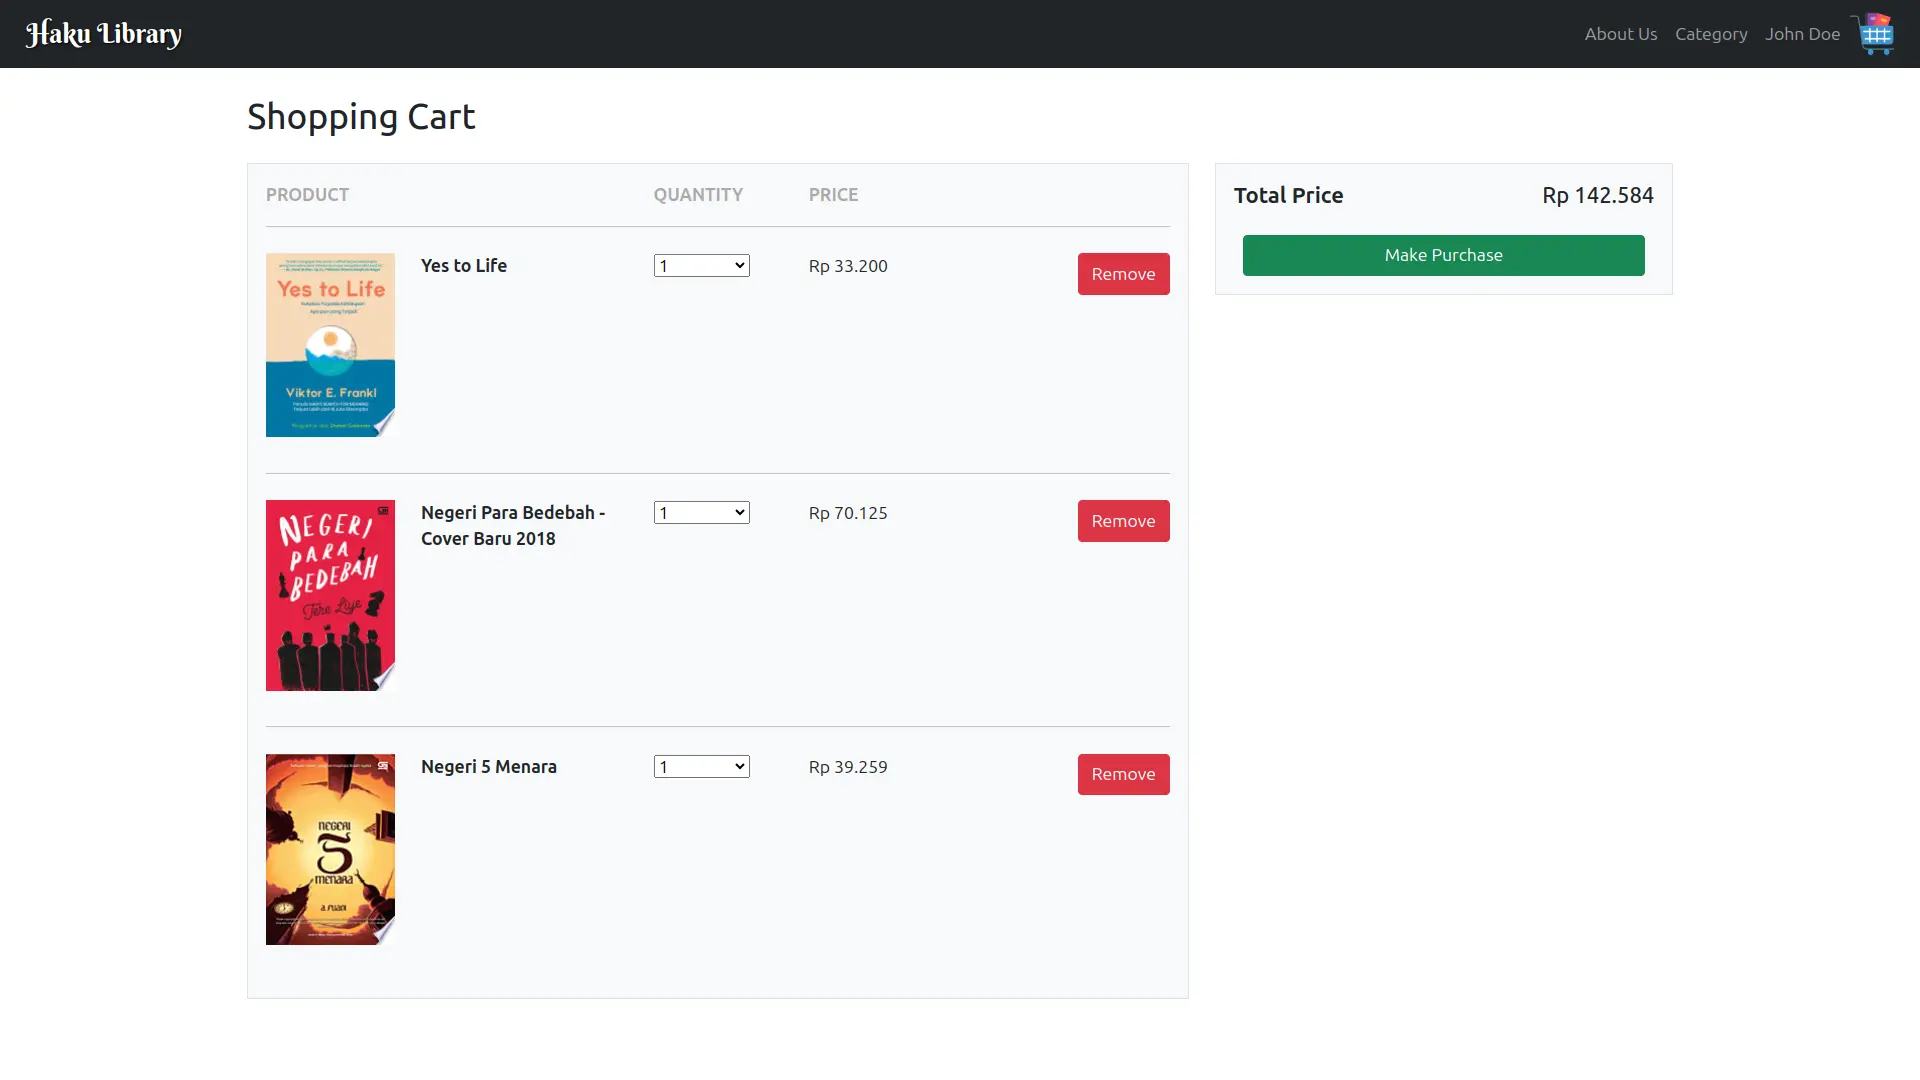 Haku Library
About Us Category John Doe
Shopping Cart
PRODUCT QUANTITY PRICE
Total Price Rp 142.584
Make Purchase
Yes to Life 1 Rp 33.200 Remove
Yes to Life
Viktor E. Frankl
Negeri Para Bedebah -
Cover Baru 2018
1 Rp 70.125 Remove
NEGERI
PARA
BEDEBAH
Tere Liye
Negeri 5 Menara 1 Rp 39.259 Remove
NEGERI
5
MENARA
A. FUADI